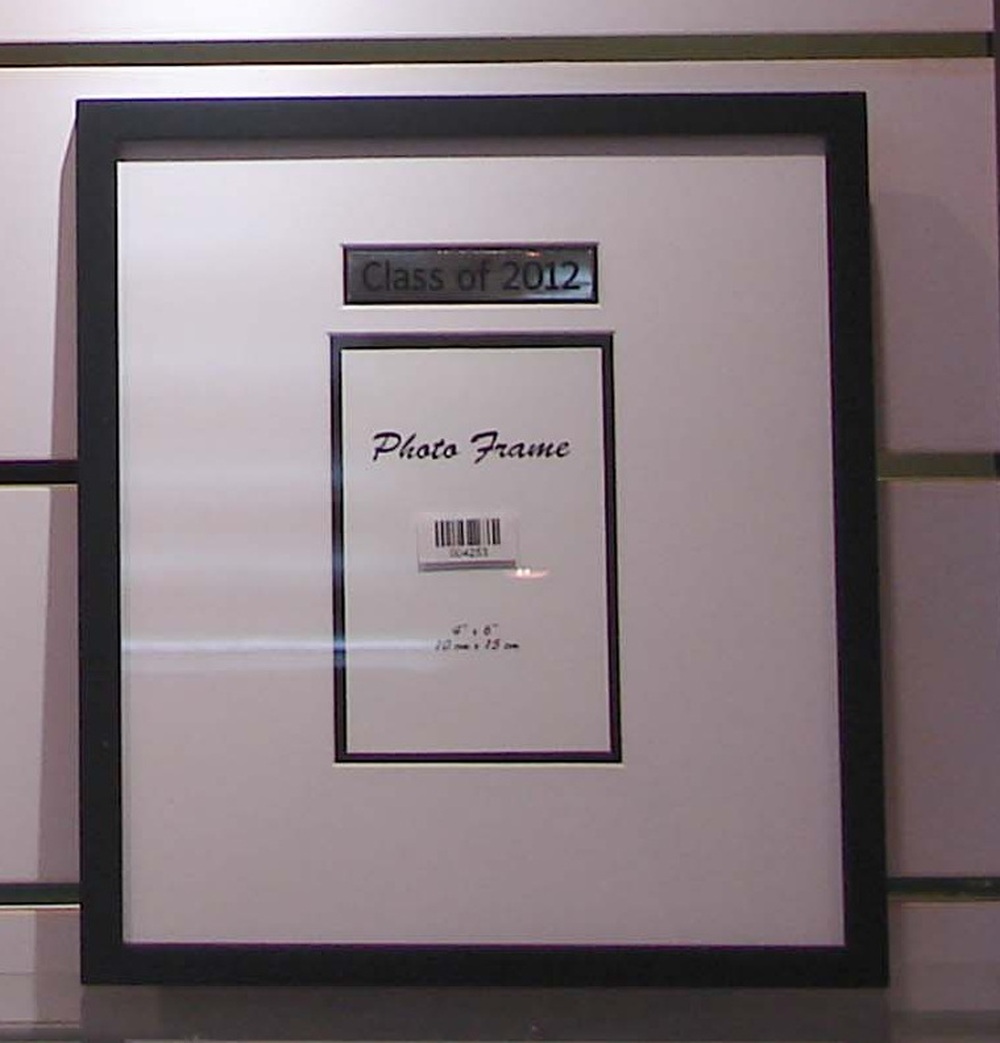 Class of 2012
Photo Frame
004253
4" x 6"
10 cm x 15 cm